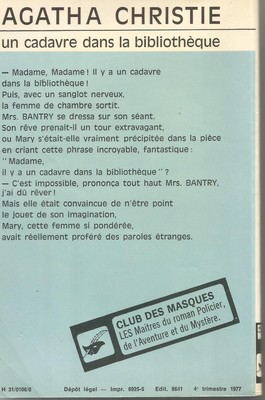 AGATHA CHRISTIE
un cadavre dans la bibliothèque
— Madame, Madame! il y a un cadavre
dans la bibliothèque!
Puis, avec un sanglot nerveux,
la femme de chambre sortit.
Mrs. BANTRY se dressa sur son séant.
Son rêve prenait-il un tour extravagant,
ou Mary s'était-elle vraiment précipitée dans la pièce
en criant cette phrase incroyable, fantastique :
"Madame,
il y a un cadavre dans la bibliothèque" ?
— C'est impossible, prononça tout haut Mrs. BANTRY,
j'ai dû rêver!
Mais elle était convaincue de n'être point
le jouet de son imagination,
Mary, cette femme si pondérée,
avait réellement proféré des paroles étranges.
CLUB DES MASQUES
LES Maîtres du roman Policier,
de l'Aventure et du Mystère.
H 31/0106/0 Dépôt légal — Impr. 6925-5 Edit. 9841 4e trimestre 1977